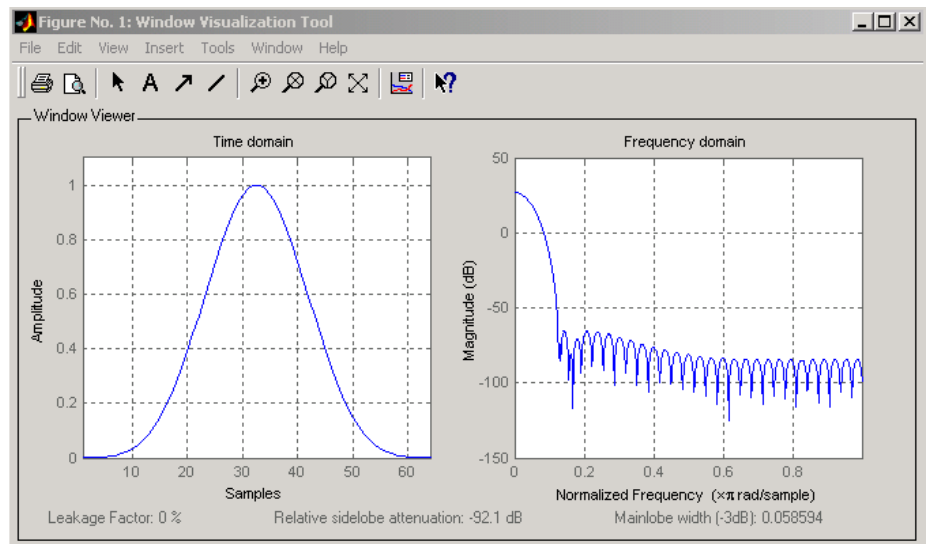 Figure No. 1: Window Visualization Tool
File Edit View Insert Tools Window Help
A
?
Window Viewer
Time domain
Amplitude
1
0.8
0.6
0.4
0.2
0
10 20 30 40 50 60
Samples
Frequency domain
Magnitude (dB)
50
0
-50
-100
-150
0 0.2 0.4 0.6 0.8
Normalized Frequency (×π rad/sample)
Leakage Factor: 0 % Relative sidelobe attenuation: -92.1 dB Mainlobe width (-3dB): 0.058594